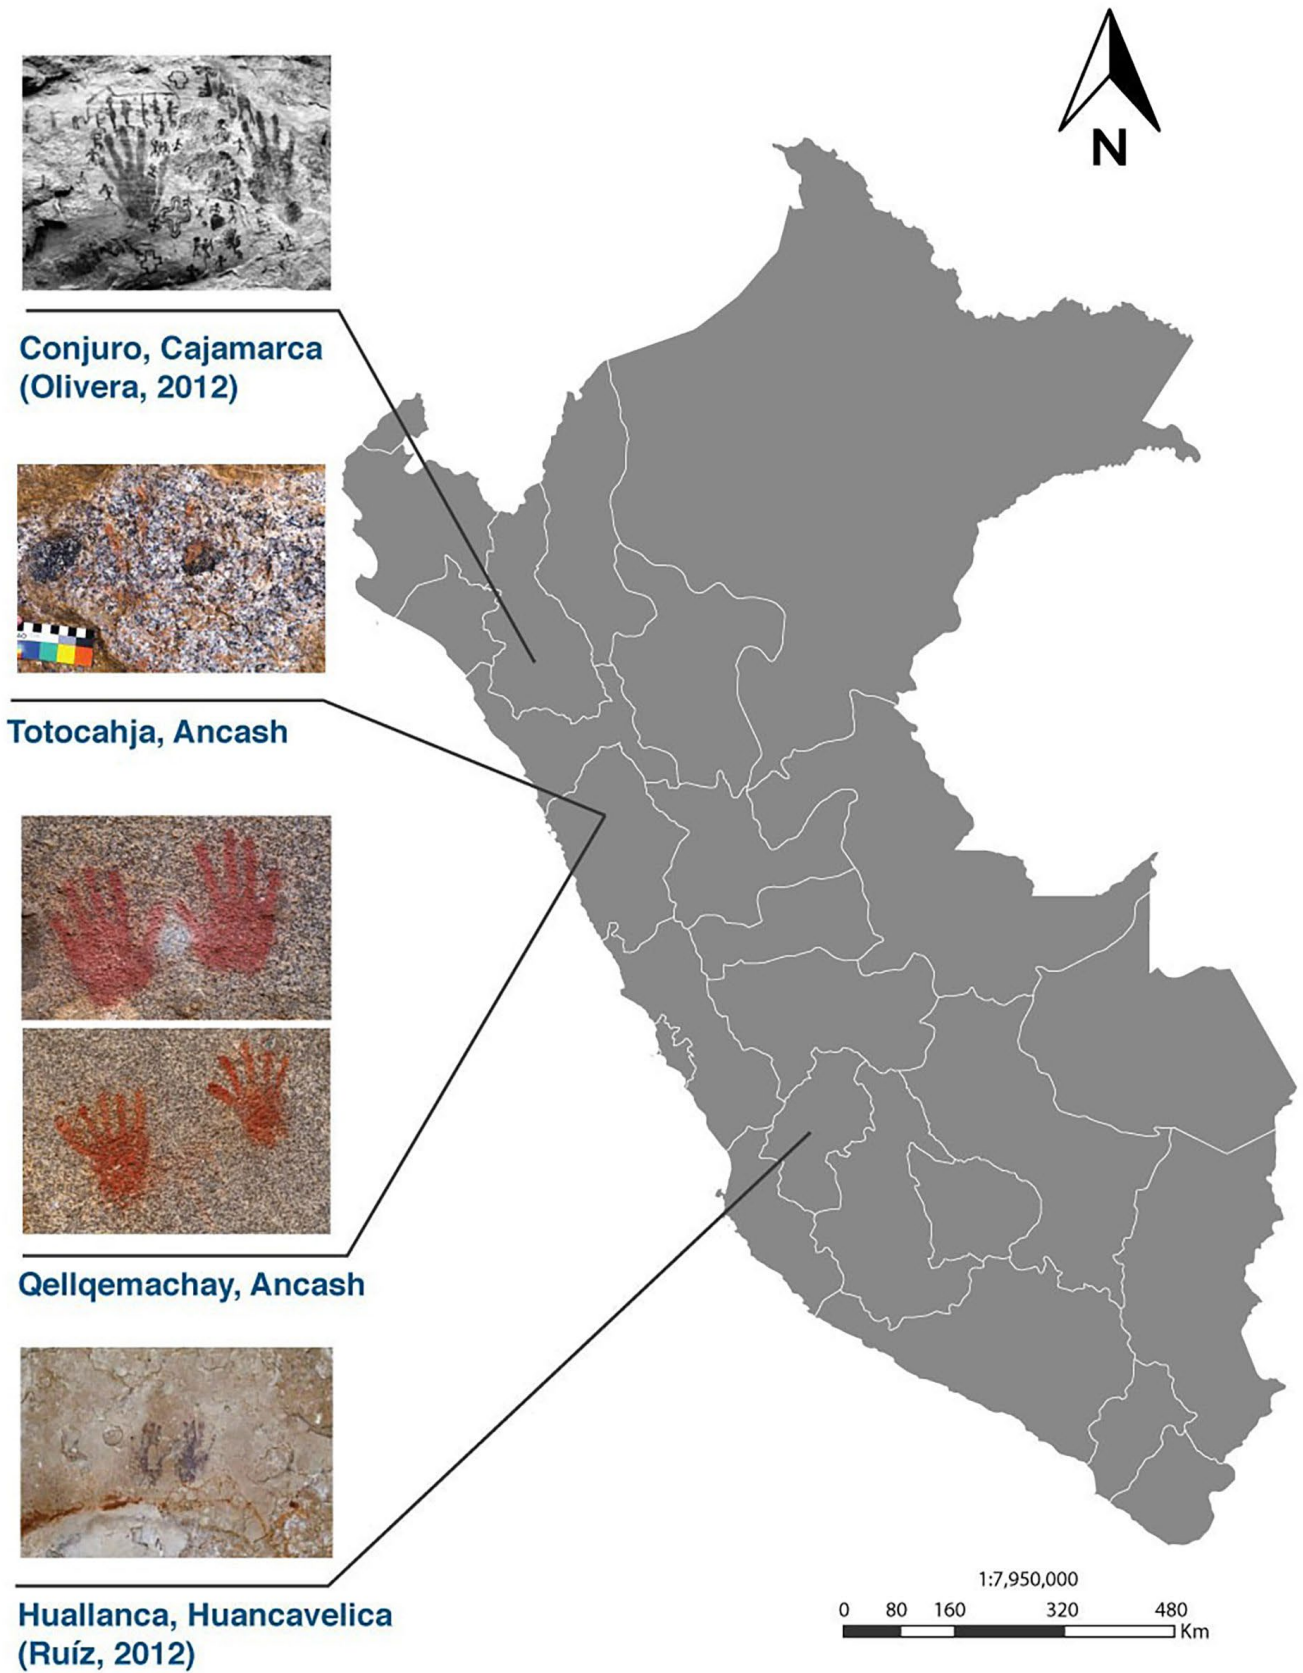 N
Conjuro, Cajamarca
(Olivera, 2012)
Totocahja, Ancash
Qellqemachay, Ancash
Huallanca, Huancavelica
(Ruíz, 2012)
1:7,950,000
0 80 160 320 480
Km